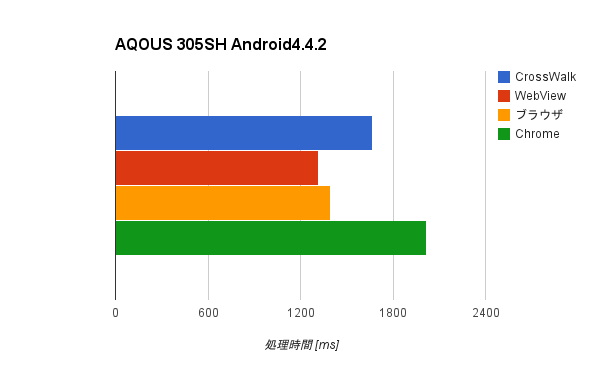 AQOUS 305SH Android4.4.2
CrossWalk
WebView
ブラウザ
Chrome
0 600 1200 1800 2400
処理時間 [ms]